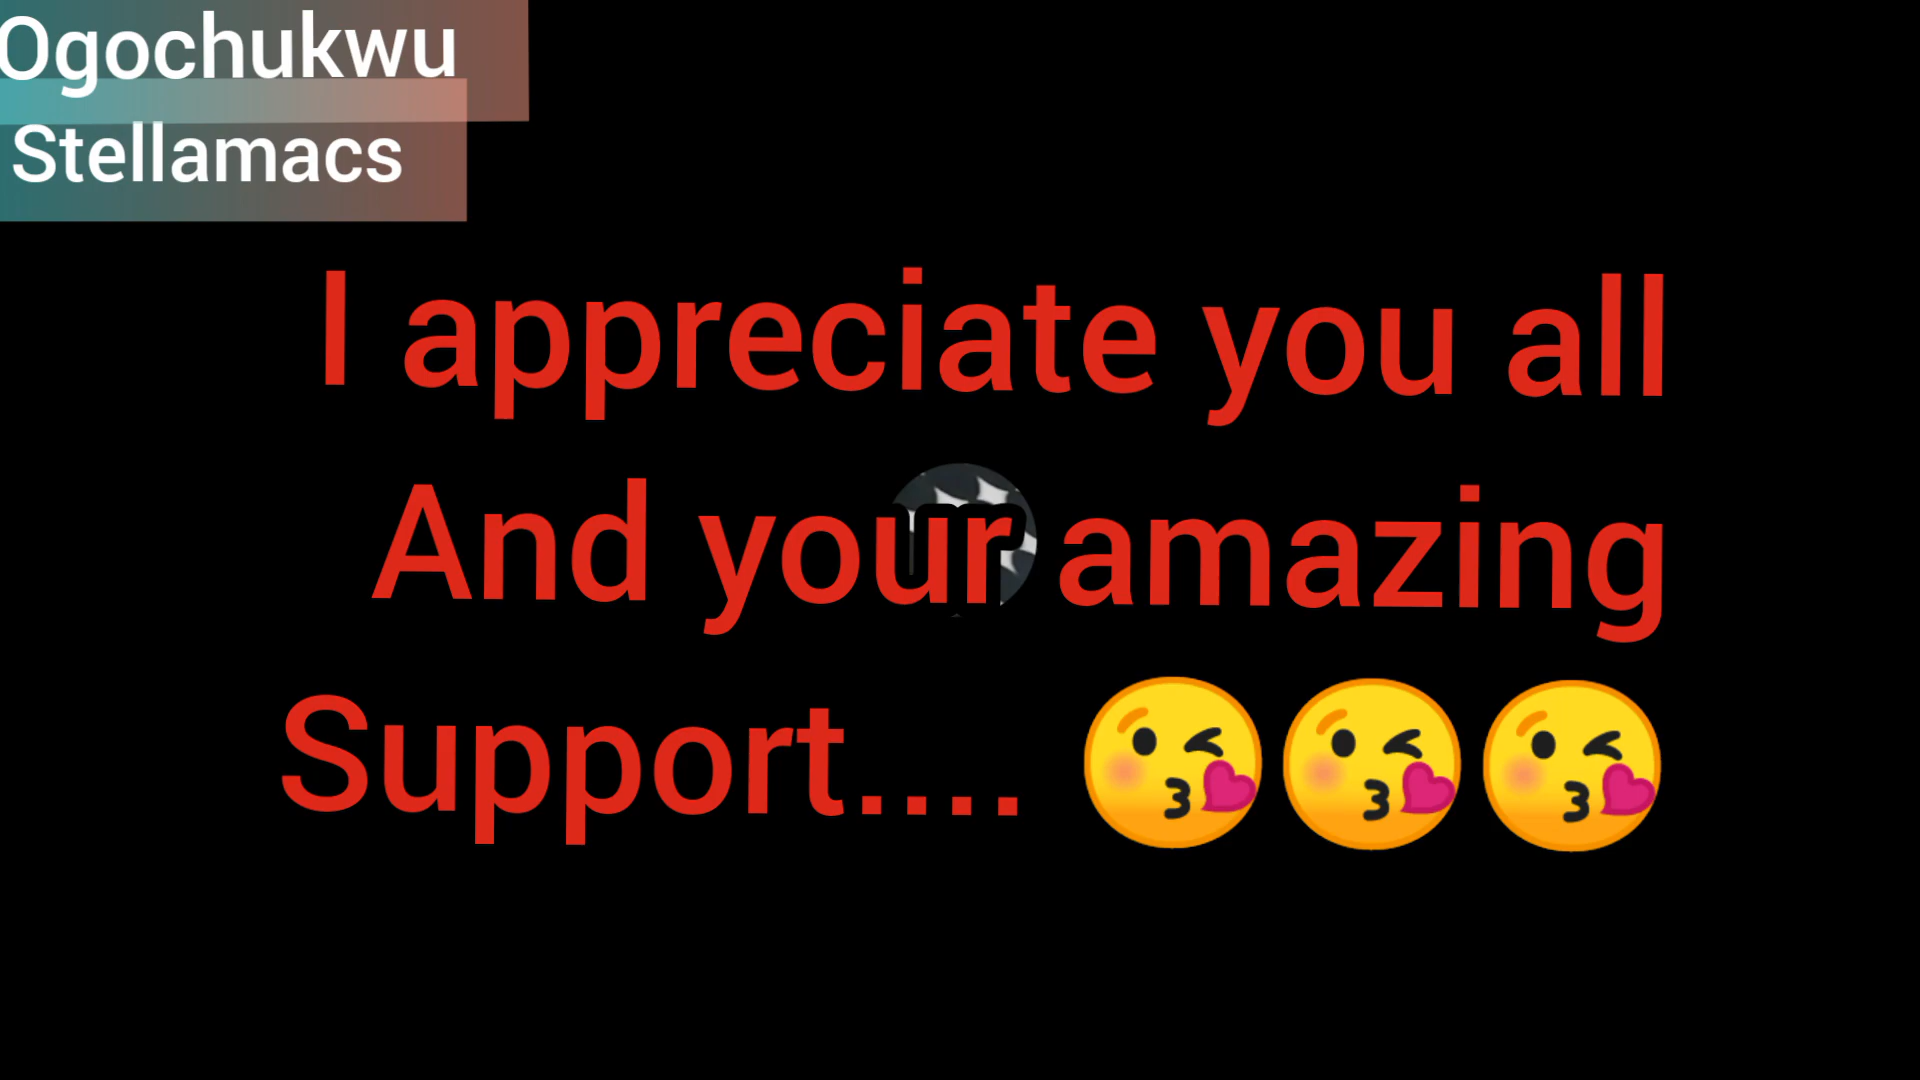 Ogochukwu
Stellamacs
I appreciate you all
And your amazing
Support.... 😘😘😘